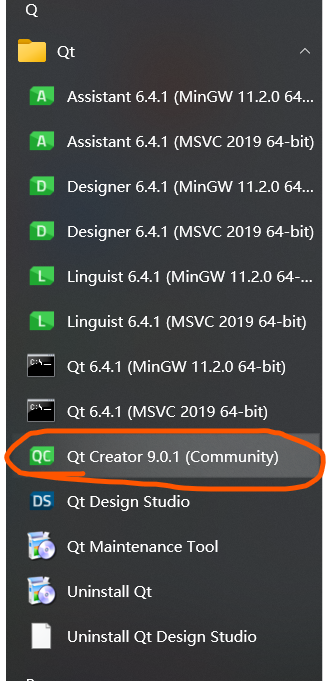 Q
Qt
Assistant 6.4.1 (MinGW 11.2.0 64...
Assistant 6.4.1 (MSVC 2019 64-bit)
Designer 6.4.1 (MinGW 11.2.0 64...
Designer 6.4.1 (MSVC 2019 64-bit)
Linguist 6.4.1 (MinGW 11.2.0 64-...
Linguist 6.4.1 (MSVC 2019 64-bit)
Qt 6.4.1 (MinGW 11.2.0 64-bit)
Qt 6.4.1 (MSVC 2019 64-bit)
QC Qt Creator 9.0.1 (Community)
DS Qt Design Studio
Qt Maintenance Tool
Uninstall Qt
Uninstall Qt Design Studio